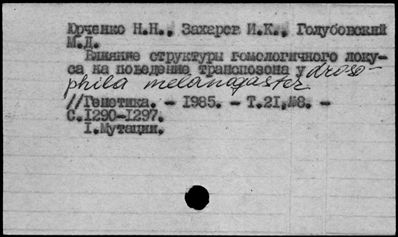 Юрченко Н.Н., Захаров И.К., Голубовский
М.Д.
Влияние структуры гомологичного локу-
са на поведение транспозона у droso-
phila melanogaster
//Генетика. - 1985. - Т.21,№8. -
С.1290-1297.
1.Мутации.